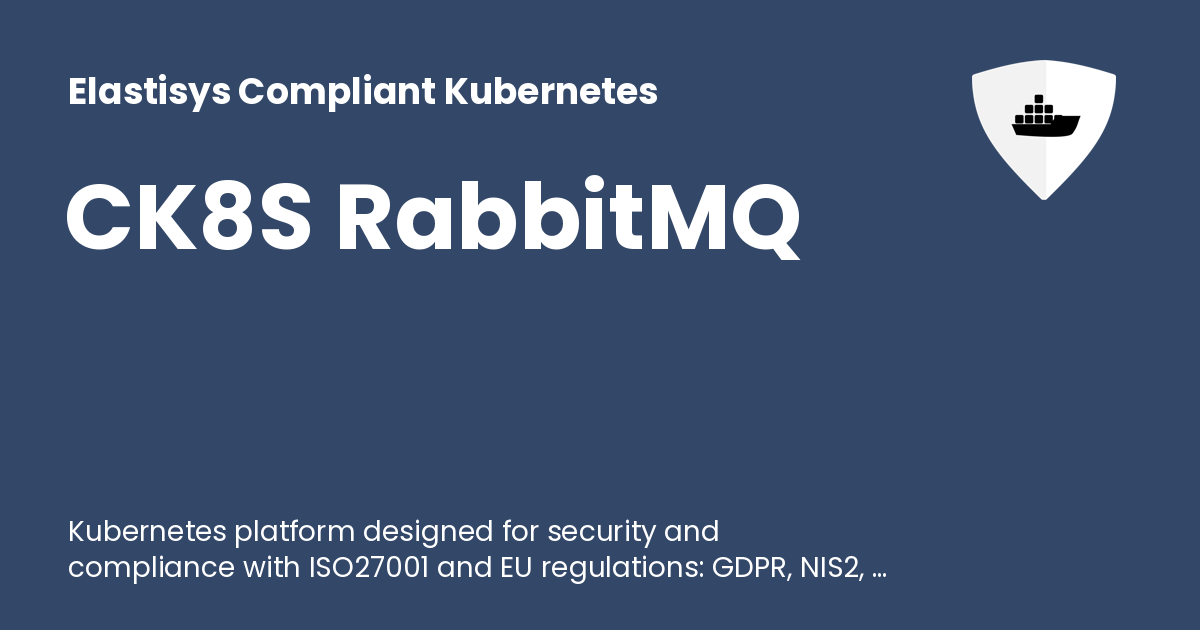 Elastisys Compliant Kubernetes
CK8S RabbitMQ
Kubernetes platform designed for security and
compliance with ISO27001 and EU regulations: GDPR, NIS2, ...